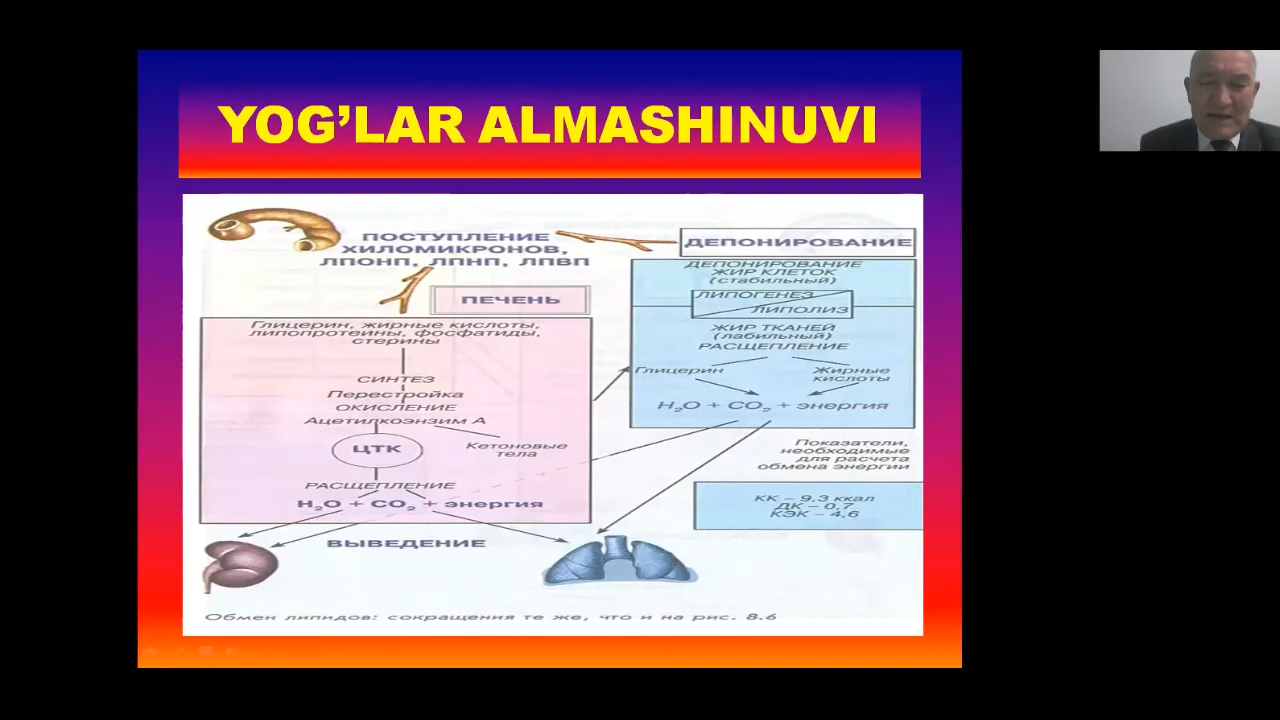 YOG’LAR ALMASHINUVI
ПОСТУПЛЕНИЕ
ХИЛОМИКРОНОВ,
ЛПОНП, ЛПНП, ЛПВП
ПЕЧЕНЬ
Глицерин, жирные кислоты,
липопротеины, фосфатиды,
стерины
СИНТЕЗ
Перестройка
ОКИСЛЕНИЕ
Ацетилкоэнзим А
ЦТК
Кетоновые
тела
РАСЩЕПЛЕНИЕ
H₂O + CO₂ + энергия
ВЫВЕДЕНИЕ
ДЕПОНИРОВАНИЕ
ДЕПОНИРОВАНИЕ
ЖИР КЛЕТОК
(стабильный)
ЛИПОГЕНЕЗ
ЛИПОЛИЗ
ЖИР ТКАНЕЙ
(лабильный)
РАСЩЕПЛЕНИЕ
Глицерин
Жирные
кислоты
H₂O + CO₂ + энергия
Показатели,
необходимые
для расчета
обмена энергии
КК – 9,3 ккал
ДК – 0,7
КЭК – 4,6
Обмен липидов: сокращения те же, что и на рис. 8.6